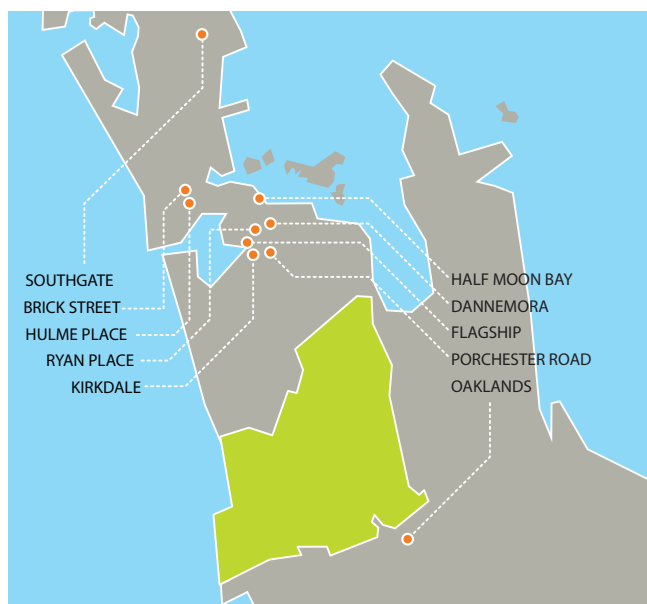 SOUTHGATE
BRICK STREET
HULME PLACE
RYAN PLACE
KIRKDALE
HALF MOON BAY
DANNEMORA
FLAGSHIP
PORCHESTER ROAD
OAKLANDS